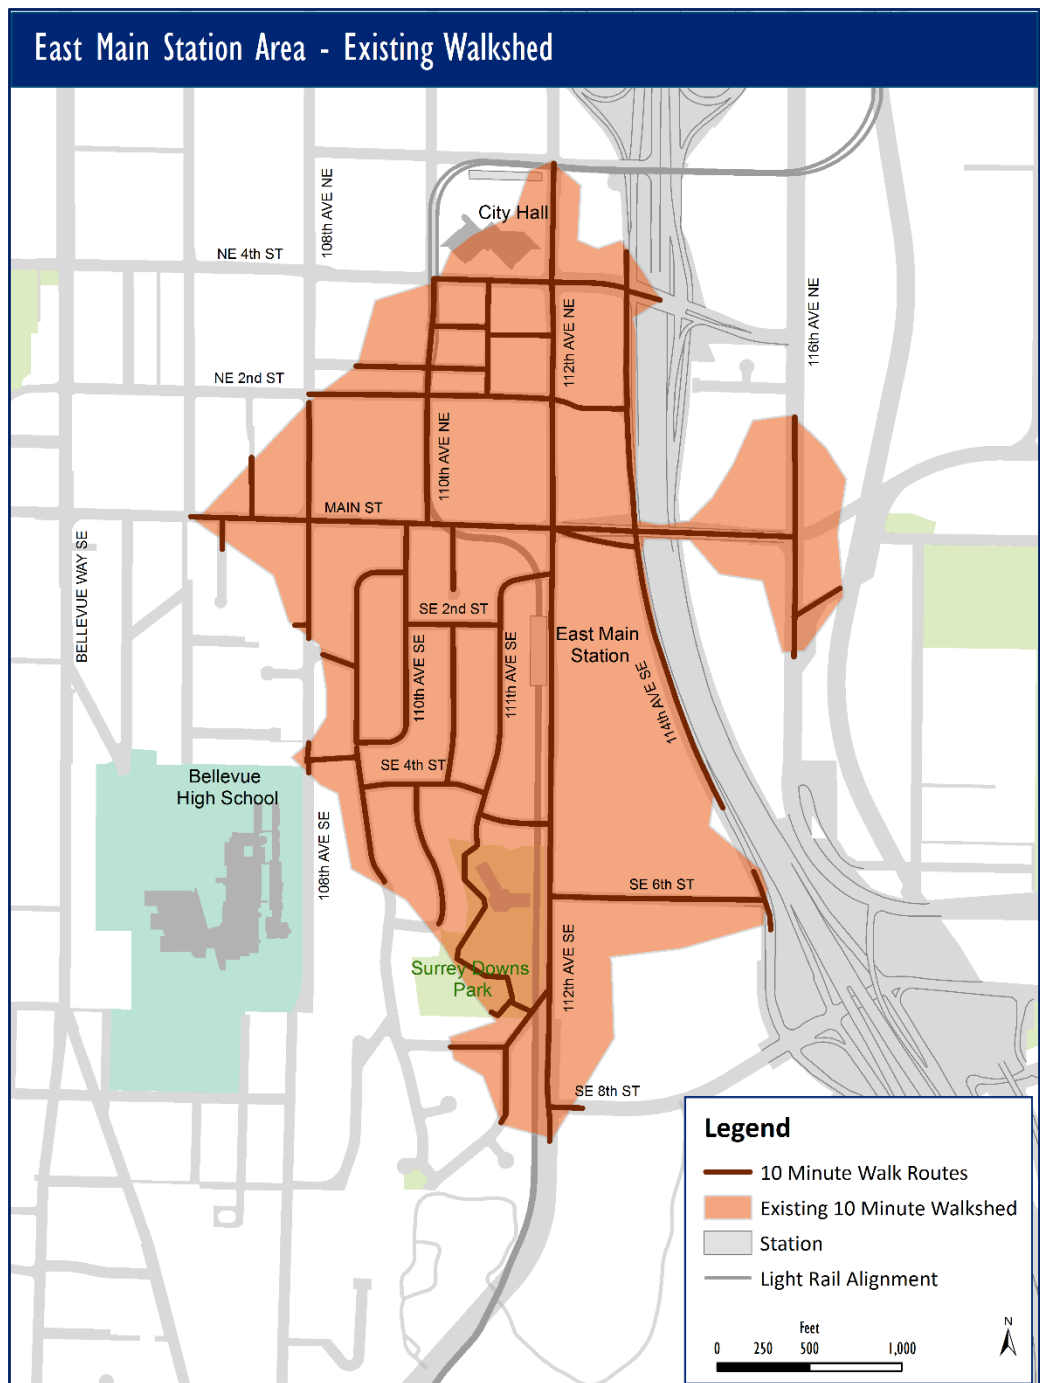 East Main Station Area - Existing Walkshed
108th AVE NE
City Hall
NE 4th ST
112th AVE NE
116th AVE NE
NE 2nd ST
110th AVE NE
MAIN ST
BELLEVUE WAY SE
SE 2nd ST
East Main
Station
110th AVE SE
111th AVE SE
114th AVE SE
SE 4th ST
Bellevue
High School
108th AVE SE
SE 6th ST
112th AVE SE
Surrey Downs
Park
SE 8th ST
Legend
10 Minute Walk Routes
Existing 10 Minute Walkshed
Station
Light Rail Alignment
Feet
0 250 500 1,000
N